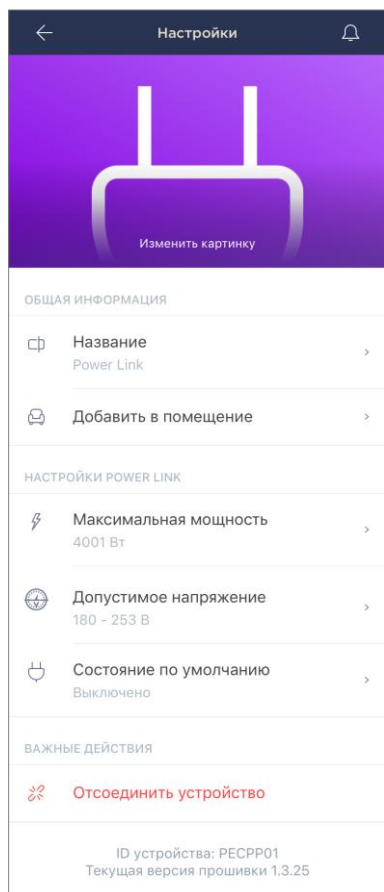 Настройки
Изменить картинку
ОБЩАЯ ИНФОРМАЦИЯ
Название
Power Link
Добавить в помещение
НАСТРОЙКИ POWER LINK
Максимальная мощность
4001 Вт
Допустимое напряжение
180 - 253 В
Состояние по умолчанию
Выключено
ВАЖНЫЕ ДЕЙСТВИЯ
Отсоединить устройство
ID устройства: PECPP01
Текущая версия прошивки 1.3.25